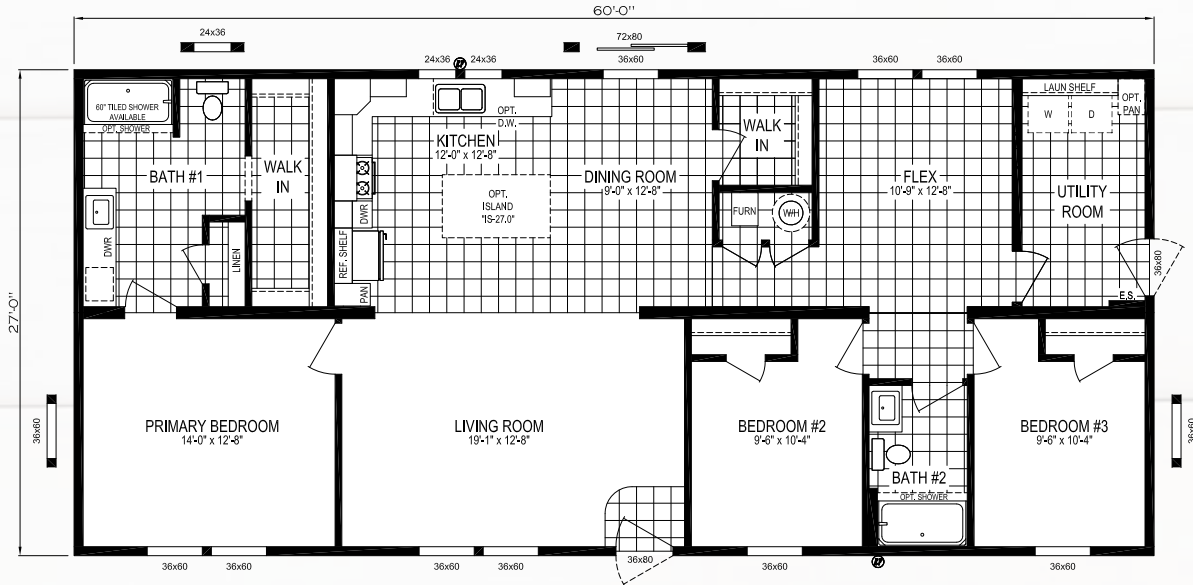 60'-0"
24x36
72x80
24x36
24x36
36x60
36x60
36x60
27'-0"
60" TILED SHOWER
AVAILABLE
OPT. SHOWER
BATH #1
DWR
LINEN
WALK
IN
KITCHEN
12'-0" x 12'-8"
OPT.
D.W.
OPT.
ISLAND
"IS-27.0"
DWR
REF. SHELF
PAN
DINING ROOM
9'-0" x 12'-8"
WALK
IN
FURN
W/H
FLEX
10'-9" x 12'-8"
LAUN SHELF
W
D
OPT.
PAN
UTILITY
ROOM
36x80
E.S.
36x60
PRIMARY BEDROOM
14'-0" x 12'-8"
LIVING ROOM
19'-1" x 12'-8"
BEDROOM #2
9'-6" x 10'-4"
BATH #2
OPT. SHOWER
BEDROOM #3
9'-6" x 10'-4"
36x60
36x60
36x60
36x60
36x60
36x80
36x60
36x60